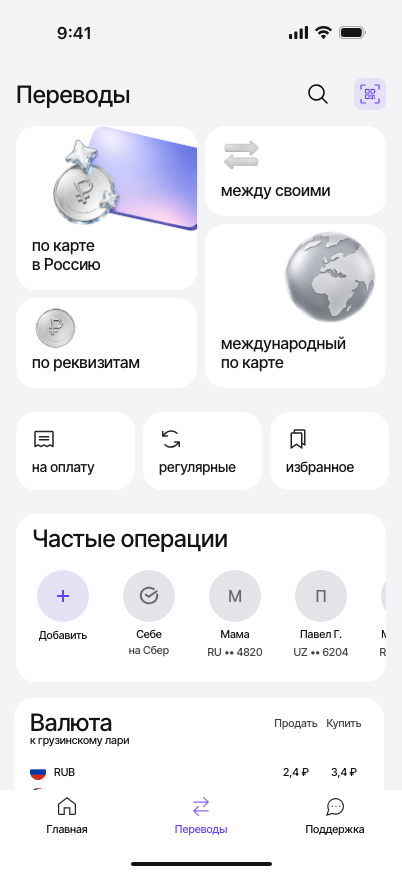 9:41
Переводы
по карте
в Россию
между своими
по реквизитам
международный
по карте
на оплату
регулярные
избранное
Частые операции
М
П
Добавить
Себе
на Сбер
Мама
RU •• 4820
Павел Г.
UZ •• 6204
Валюта
к грузинскому лари
Продать
Купить
RUB
2,4 ₽
3,4 ₽
Главная
Переводы
Поддержка